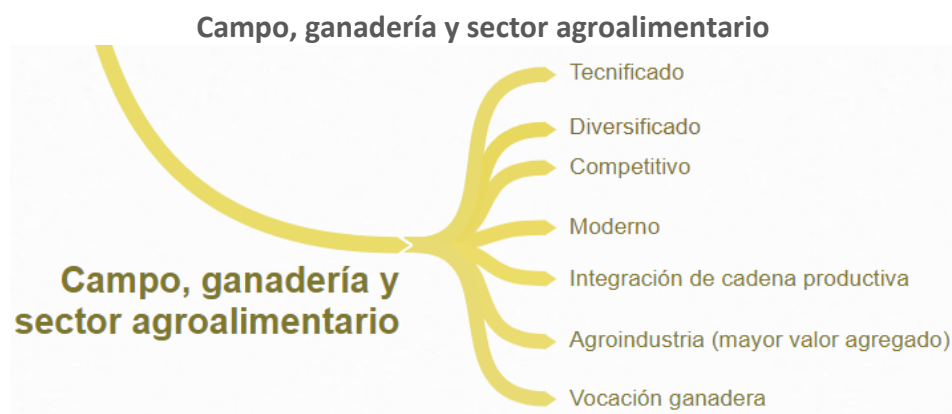 Campo, ganadería y sector agroalimentario
Tecnificado
Diversificado
Competitivo
Moderno
Campo, ganadería y
sector agroalimentario
Integración de cadena productiva
Agroindustria (mayor valor agregado)
Vocación ganadera